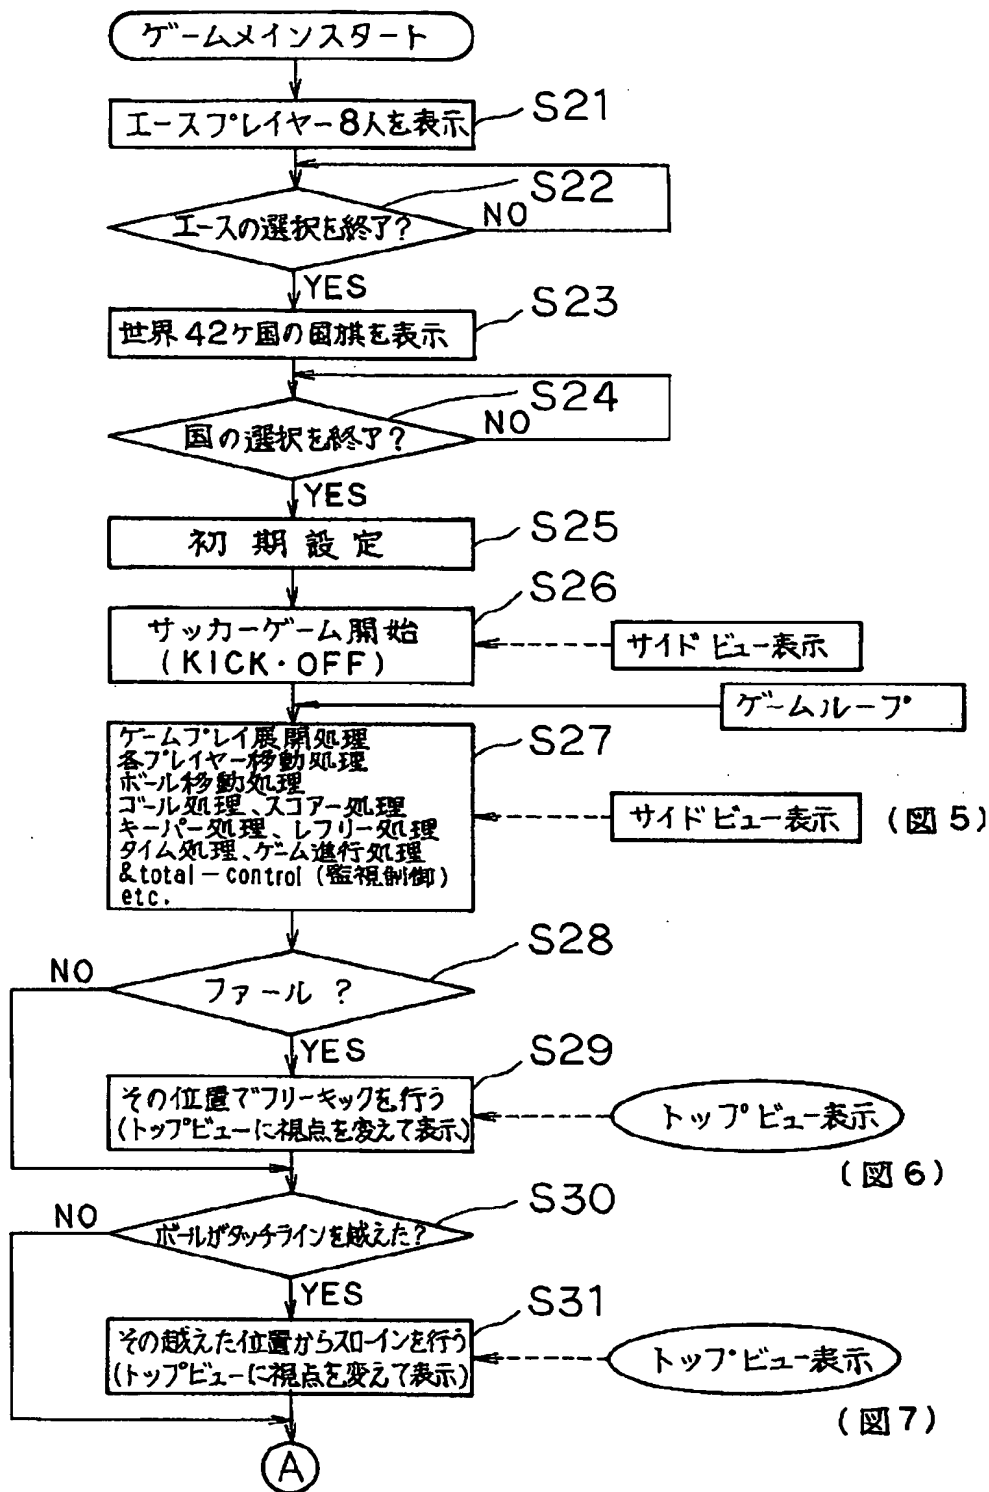 ゲームメインスタート
エースプレイヤー8人を表示
S21
S22
エースの選択を終了?
NO
YES
世界42ケ国の国旗を表示
S23
S24
国の選択を終了?
NO
YES
初期設定
S25
S26
サッカーゲーム開始
(KICK・OFF)
サイドビュー表示
ゲームループ
S27
ゲームプレイ展開処理
各プレイヤー移動処理
ボール移動処理
ゴール処理、スコアー処理
キーパー処理、レフリー処理
タイム処理、ゲーム進行処理
&total-control (監視制御)
etc.
サイドビュー表示 (図5)
S28
NO
ファール ?
YES
S29
その位置でフリーキックを行う
(トップビューに視点を変えて表示)
トップビュー表示
(図6)
S30
NO
ボールがタッチラインを越えた?
YES
S31
その越えた位置からスローインを行う
(トップビューに視点を変えて表示)
トップビュー表示
(図7)
A